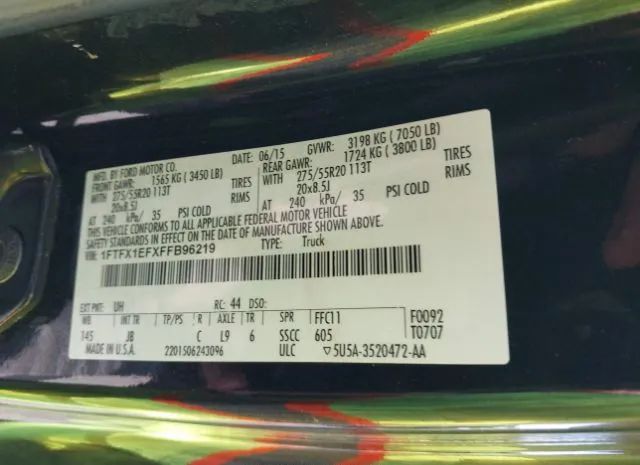 MFD. BY FORD MOTOR CO. DATE: 06/15 GVWR: 3198 KG ( 7050 LB)
FRONT GAWR: 1565 KG ( 3450 LB) REAR GAWR: 1724 KG ( 3800 LB)
WITH 275/55R20 113T TIRES WITH 275/55R20 113T TIRES
20x8.5J RIMS 20x8.5J RIMS
AT 240 kPa/ 35 PSI COLD AT 240 kPa/ 35 PSI COLD
THIS VEHICLE CONFORMS TO ALL APPLICABLE FEDERAL MOTOR VEHICLE
SAFETY STANDARDS IN EFFECT ON THE DATE OF MANUFACTURE SHOWN ABOVE.
VIN: 1FTFX1EFXFFB96219 TYPE: Truck
EXT PNT: UH RC: 44 DSO:
WB INT TR TP/PS R AXLE TR SPR FFC11 F0092
145 JB C L9 6 SSCC 605 T0707
MADE IN U.S.A. 2201506243096 ULC ▽5U5A-3520472-AA